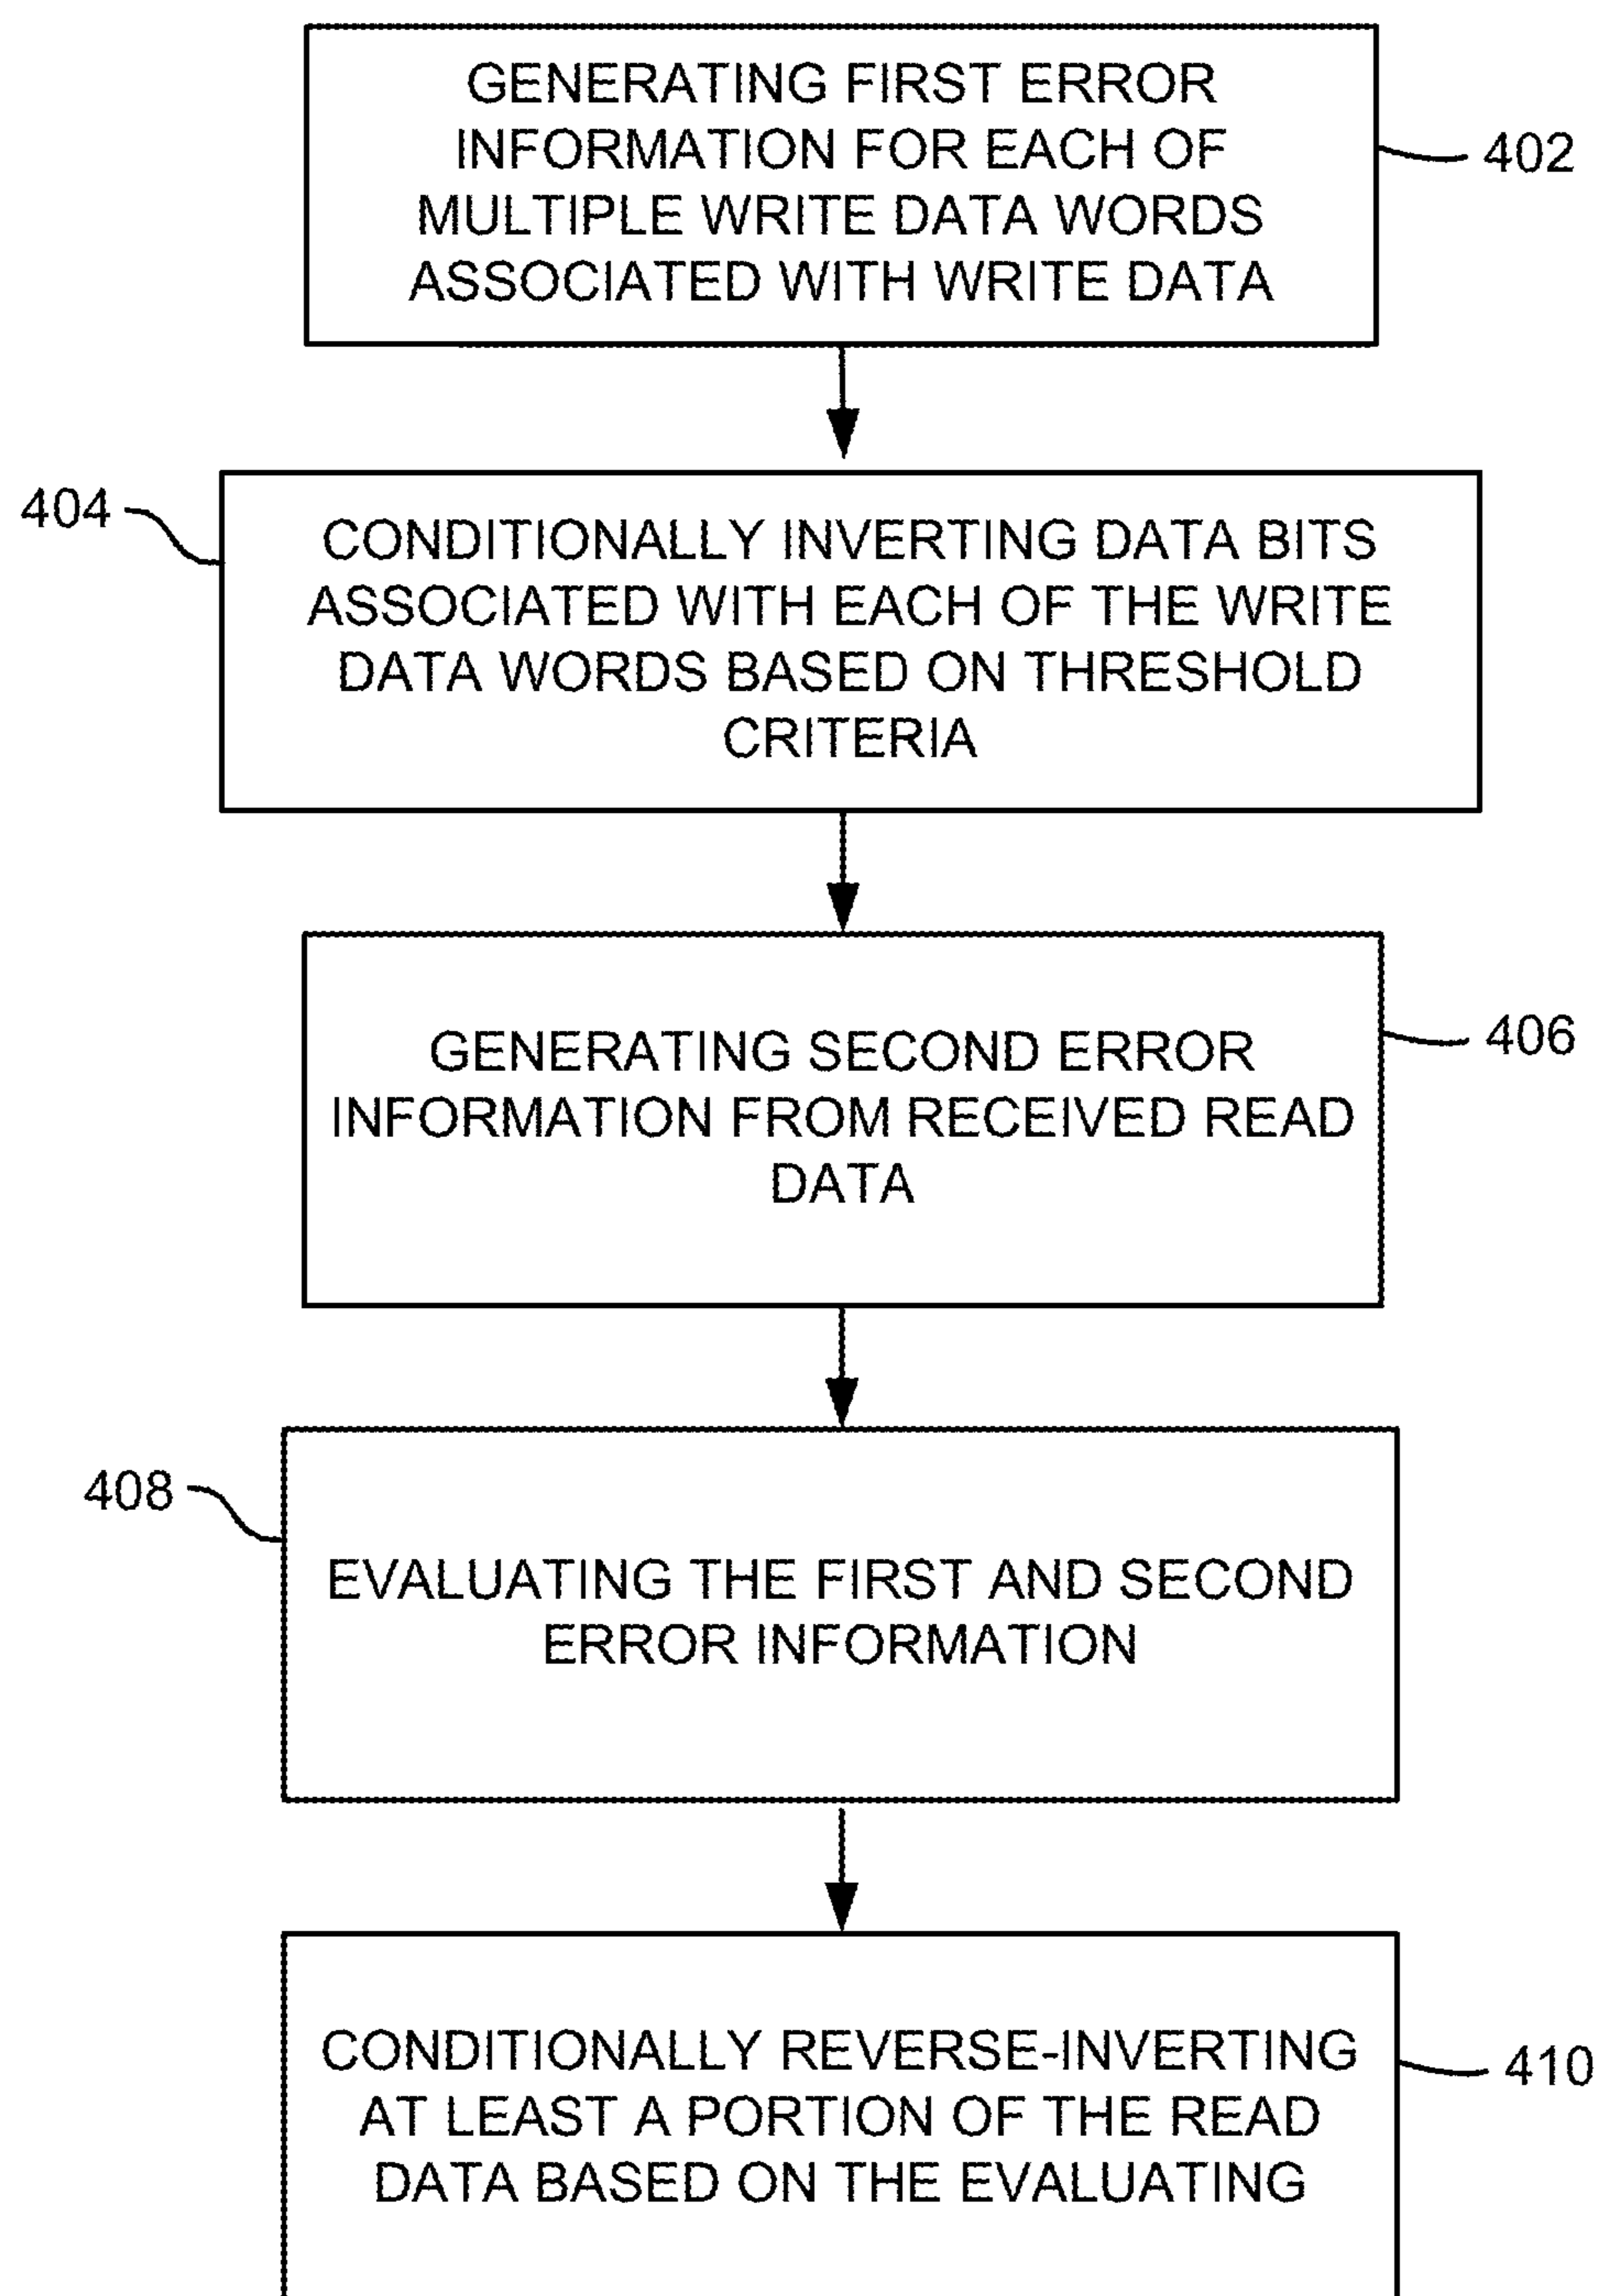 GENERATING FIRST ERROR
INFORMATION FOR EACH OF
MULTIPLE WRITE DATA WORDS
ASSOCIATED WITH WRITE DATA
402
404
CONDITIONALLY INVERTING DATA BITS
ASSOCIATED WITH EACH OF THE WRITE
DATA WORDS BASED ON THRESHOLD
CRITERIA
GENERATING SECOND ERROR
INFORMATION FROM RECEIVED READ
DATA
406
408
EVALUATING THE FIRST AND SECOND
ERROR INFORMATION
CONDITIONALLY REVERSE-INVERTING
AT LEAST A PORTION OF THE READ
DATA BASED ON THE EVALUATING
410